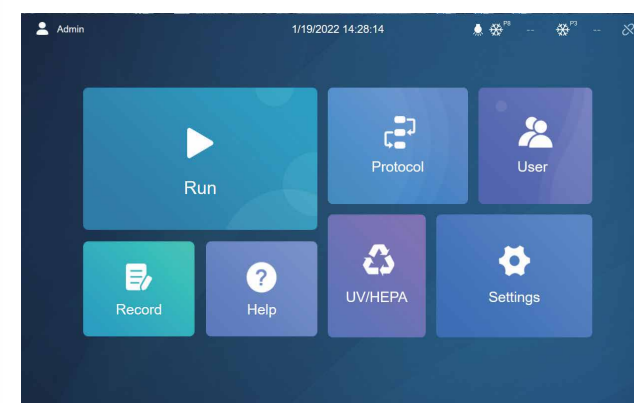 Admin
1/19/2022 14:28:14
P8
--
P3
--
Run
Protocol
User
Record
Help
UV/HEPA
Settings